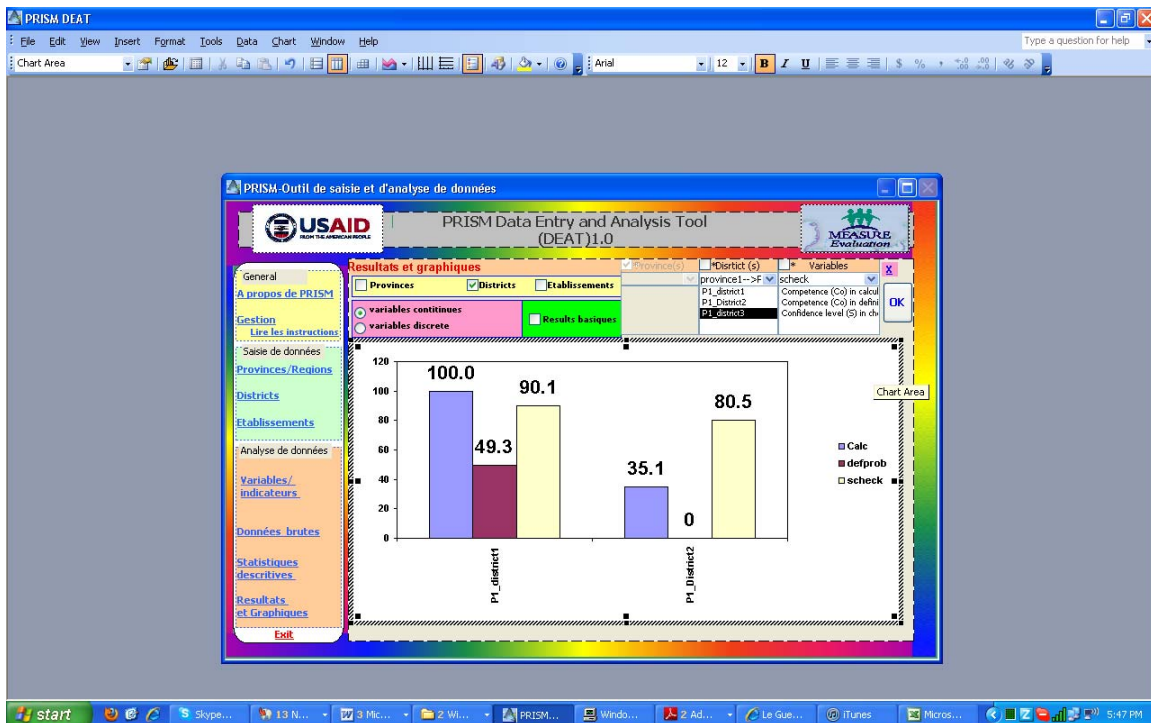 PRISM DEAT
File Edit View Insert Format Tools Data Chart Window Help
Type a question for help
Chart Area
Arial
12
B I U
$ % ,
PRISM-Outil de saisie et d'analyse de données
USAID
FROM THE AMERICAN PEOPLE
PRISM Data Entry and Analysis Tool
(DEAT)1.0
MEASURE
Evaluation
General
A propos de PRISM
Gestion
Lire les instructions
Saisie de données
Provinces/Regions
Districts
Etablissements
Analyse de données
Variables/
indicateurs
Données brutes
Statistiques
descritives
Resultats
et Graphiques
Exit
Resultats et graphiques
Provinces Districts Etablissements
variables contitinues
variables discrete
Results basiques
*Province(s)
*Disrtict (s)
* Variables
X
province1-->F
scheck
P1_district1
P1_District2
P1_district3
Competence (Co) in calcul
Competence (Co) in defini
Confidence level (S) in ch
OK
120
100
80
60
40
20
0
100.0
49.3
90.1
35.1
0
80.5
P1_district1
P1_District2
Calc
defprob
scheck
Chart Area
start
Skype...
13 N...
3 Mic...
2 Wi...
PRISM...
Windo...
2 Ad...
Le Gue...
iTunes
Micros...
5:47 PM